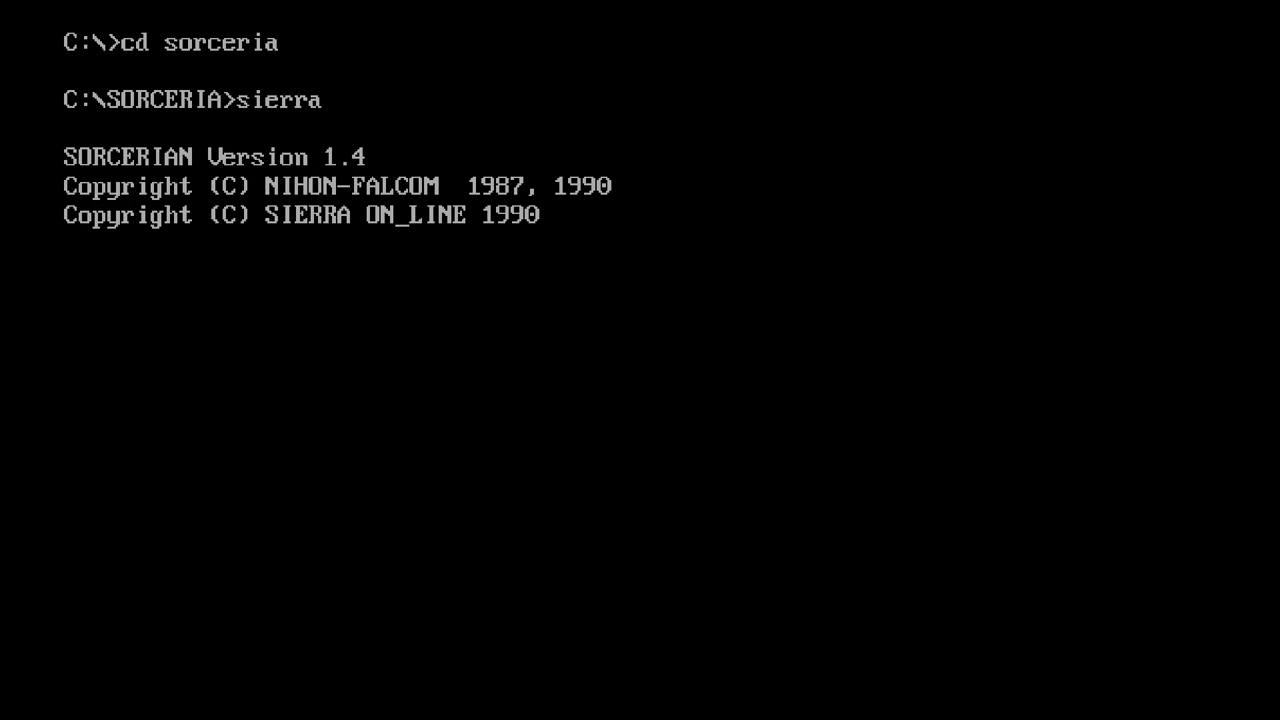 C:\>cd sorceria
C:\SORCERIA>sierra
SORCERIAN Version 1.4
Copyright (C) NIHON-FALCOM  1987, 1990
Copyright (C) SIERRA ON_LINE 1990